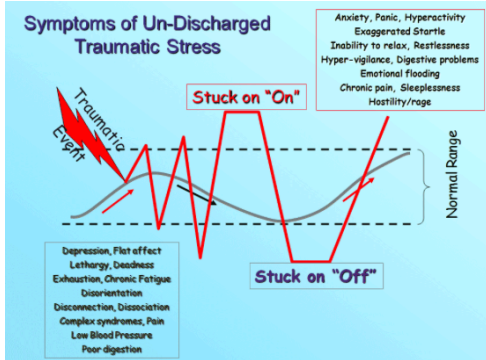 Symptoms of Un-Discharged
Traumatic Stress
Anxiety, Panic, Hyperactivity
Exaggerated Startle
Inability to relax, Restlessness
Hyper-vigilance, Digestive problems
Emotional flooding
Chronic pain, Sleeplessness
Hostility/rage
Stuck on "On"
Traumatic
Event
Normal Range
Stuck on "Off"
Depression, Flat affect
Lethargy, Deadness
Exhaustion, Chronic Fatigue
Disorientation
Disconnection, Dissociation
Complex syndromes, Pain
Low Blood Pressure
Poor digestion